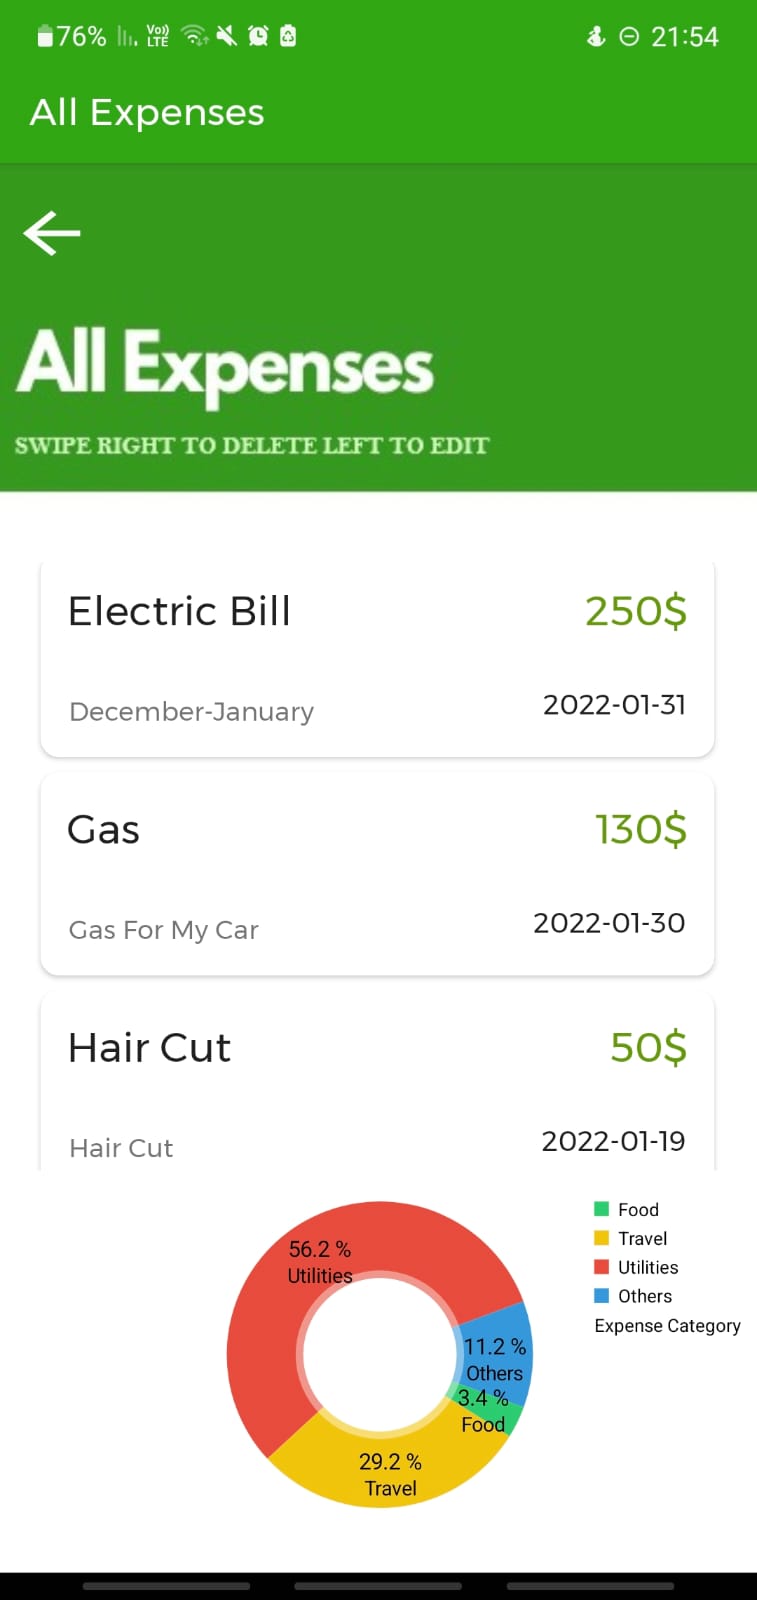 76% Vo)) LTE 21:54
All Expenses
All Expenses
SWIPE RIGHT TO DELETE LEFT TO EDIT
Electric Bill 250$
December-January 2022-01-31
Gas 130$
Gas For My Car 2022-01-30
Hair Cut 50$
Hair Cut 2022-01-19
56.2 %
Utilities
11.2 %
Others
3.4 %
Food
29.2 %
Travel
Food
Travel
Utilities
Others
Expense Category